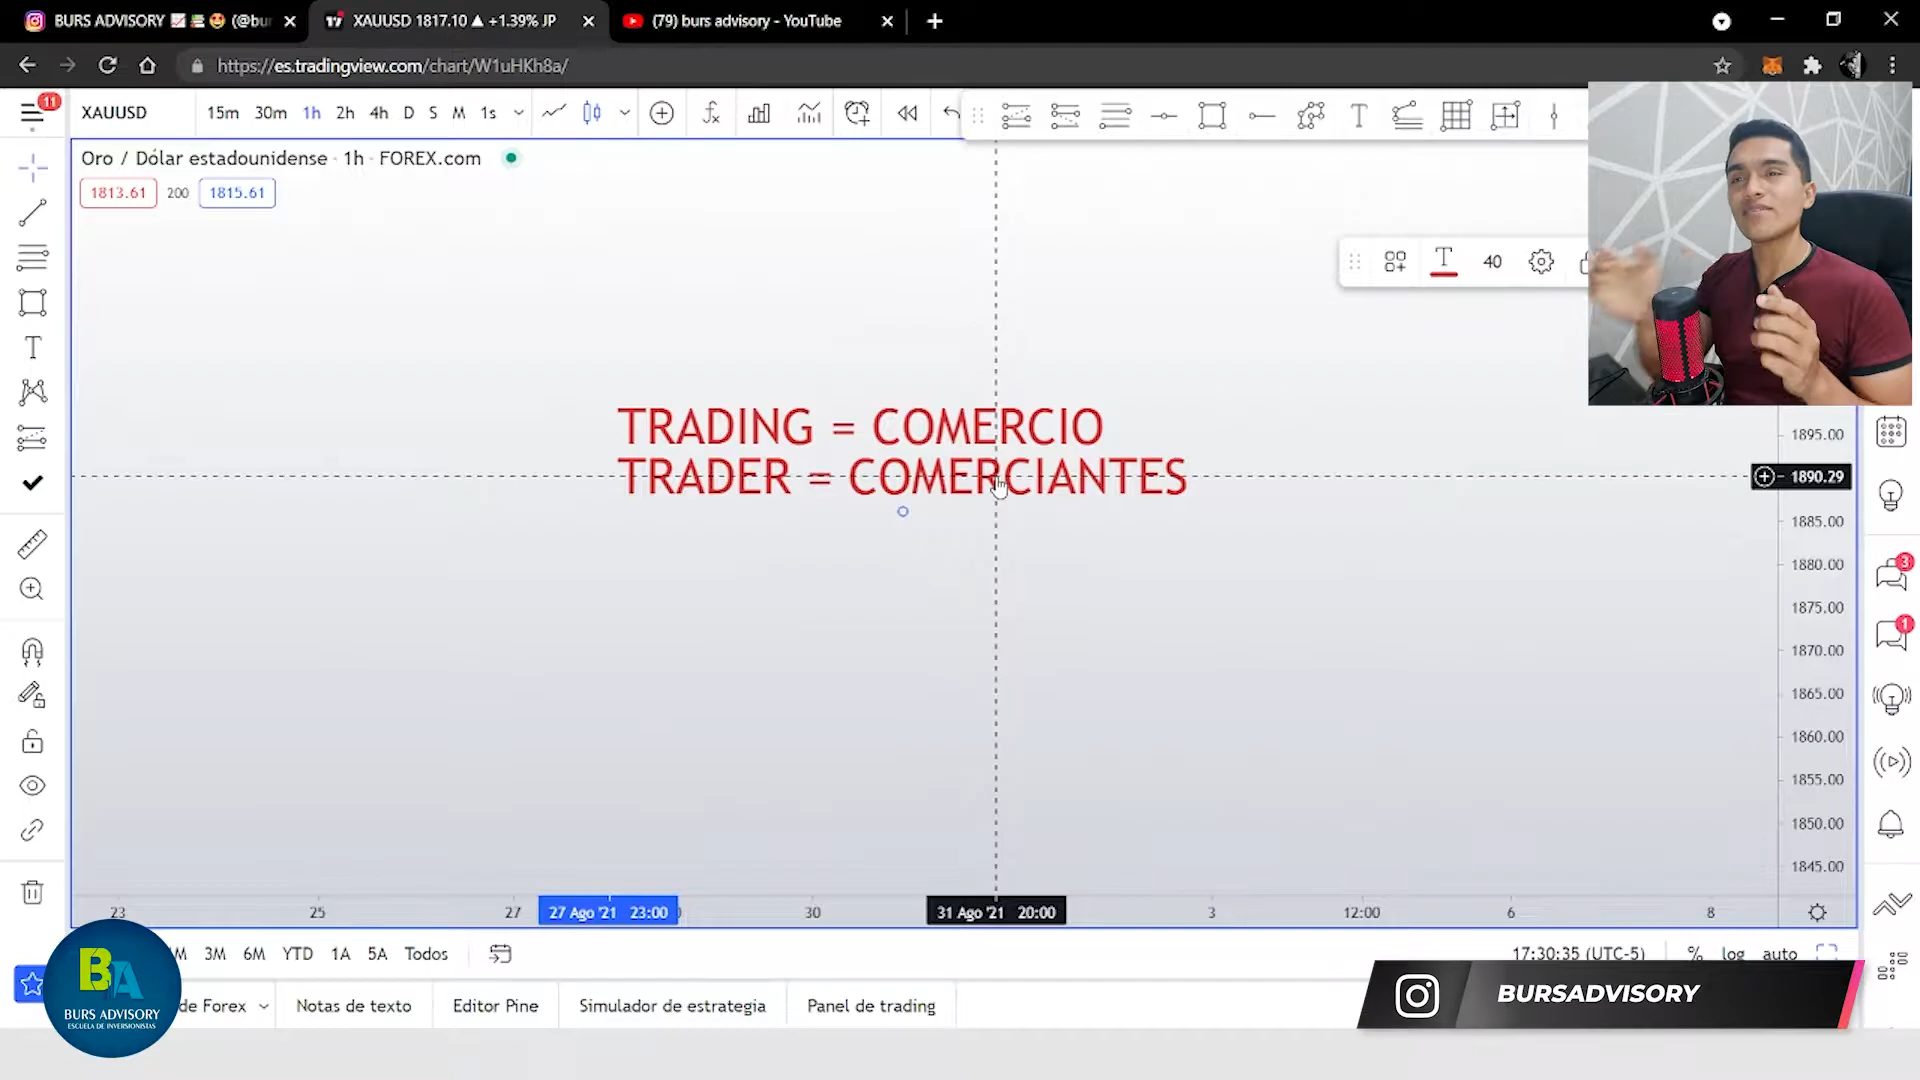 BURS ADVISORY 📈 📚 😍 (@bur
XAUUSD 1817.10 ▲ +1.39% JP
(79) burs advisory - YouTube
https://es.tradingview.com/chart/W1uHKh8a/
11
XAUUSD
15m 30m 1h 2h 4h D S M 1s
Oro / Dólar estadounidense · 1h · FOREX.com
1813.61 200 1815.61
40
TRADING = COMERCIO
TRADER = COMERCIANTES
1895.00
1890.29
1885.00
1880.00
1875.00
1870.00
1865.00
1860.00
1855.00
1850.00
1845.00
3
1
23 25 27 27 Ago '21 23:00 30 31 Ago '21 20:00 3 12:00 6 8
3M 6M YTD 1A 5A Todos
17:30:35 (UTC-5) % log auto
de Forex Notas de texto Editor Pine Simulador de estrategia Panel de trading
BA
BURS ADVISORY
ESCUELA DE INVERSIONISTAS
BURSADVISORY